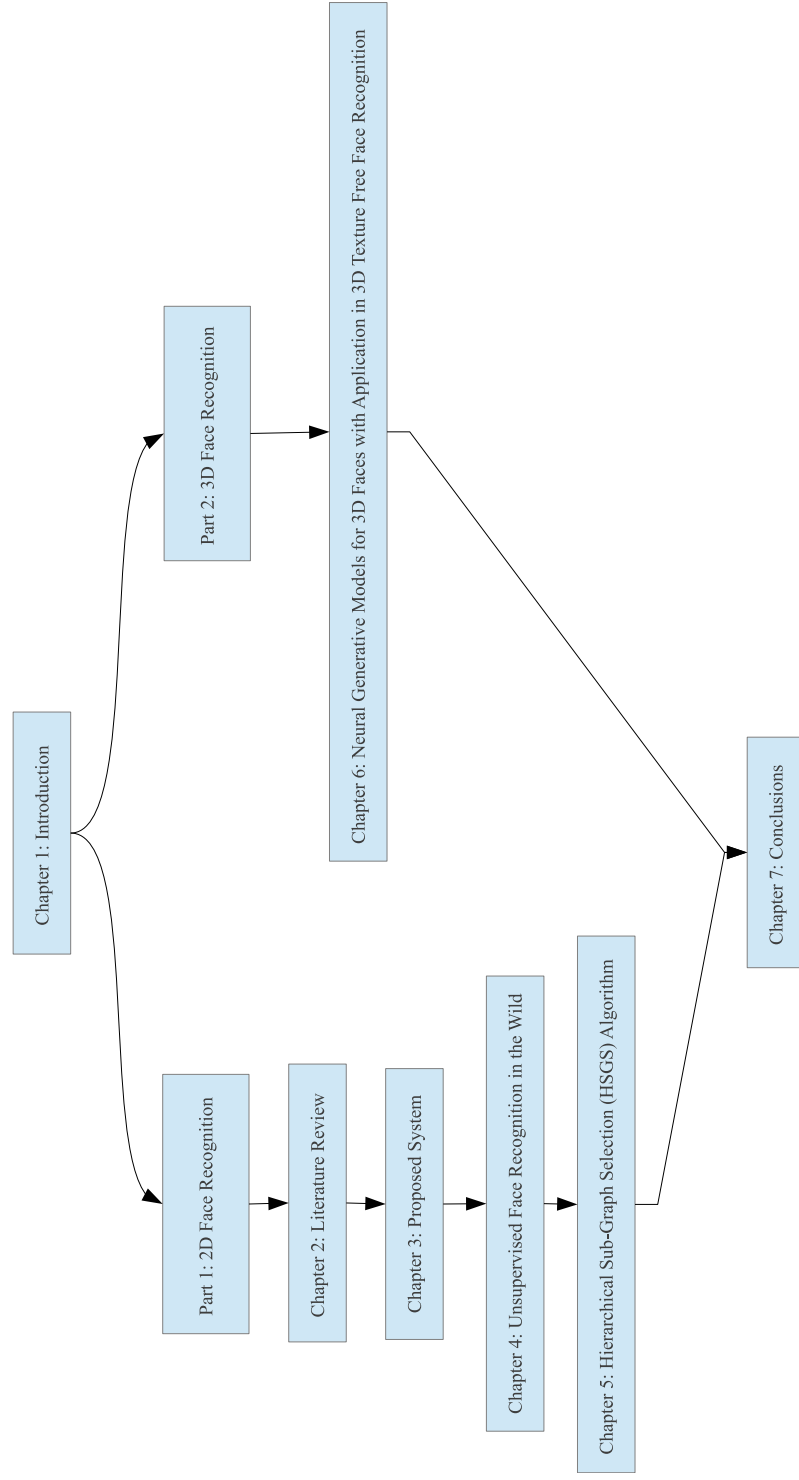 Chapter 1: Introduction
Part 1: 2D Face Recognition
Chapter 2: Literature Review
Chapter 3: Proposed System
Chapter 4: Unsupervised Face Recognition in the Wild
Chapter 5: Hierarchical Sub-Graph Selection (HSGS) Algorithm
Part 2: 3D Face Recognition
Chapter 6: Neural Generative Models for 3D Faces with Application in 3D Texture Free Face Recognition
Chapter 7: Conclusions